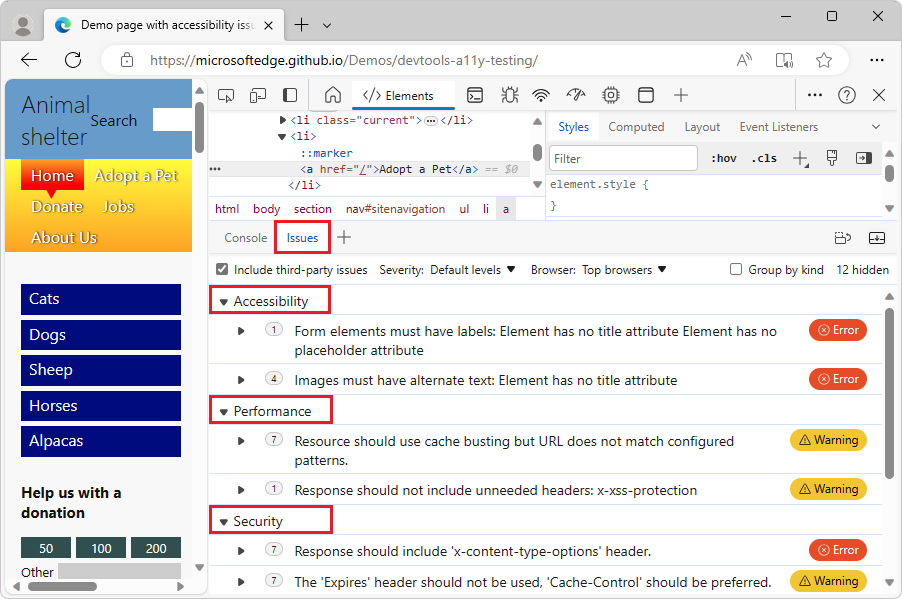 Demo page with accessibility issu
https://microsoftedge.github.io/Demos/devtools-a11y-testing/
Animal
shelter
Search
Home
Adopt a Pet
Donate
Jobs
About Us
Cats
Dogs
Sheep
Horses
Alpacas
Help us with a
donation
50
100
200
Other
</> Elements
<li class="current">…</li>
<li>
::marker
<a href="/">Adopt a Pet</a> == $0
</li>
html body section nav#sitenavigation ul li a
Styles
Computed
Layout
Event Listeners
Filter
:hov
.cls
element.style {
}
Console
Issues
Include third-party issues
Severity: Default levels
Browser: Top browsers
Group by kind
12 hidden
Accessibility
1
Form elements must have labels: Element has no title attribute Element has no
placeholder attribute
Error
4
Images must have alternate text: Element has no title attribute
Error
Performance
7
Resource should use cache busting but URL does not match configured
patterns.
Warning
1
Response should not include unneeded headers: x-xss-protection
Warning
Security
7
Response should include 'x-content-type-options' header.
Error
7
The 'Expires' header should not be used, 'Cache-Control' should be preferred.
Warning